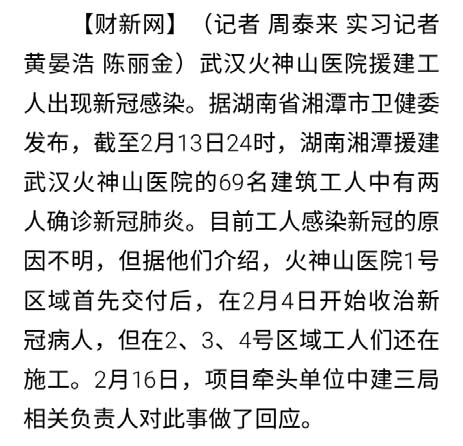 【财新网】（记者 周泰来 实习记者
黄晏浩 陈丽金）武汉火神山医院援建工
人出现新冠感染。据湖南省湘潭市卫健委
发布，截至2月13日24时，湖南湘潭援建
武汉火神山医院的69名建筑工人中有两
人确诊新冠肺炎。目前工人感染新冠的原
因不明，但据他们介绍，火神山医院1号
区域首先交付后，在2月4日开始收治新
冠病人，但在2、3、4号区域工人们还在
施工。2月16日，项目牵头单位中建三局
相关负责人对此事做了回应。